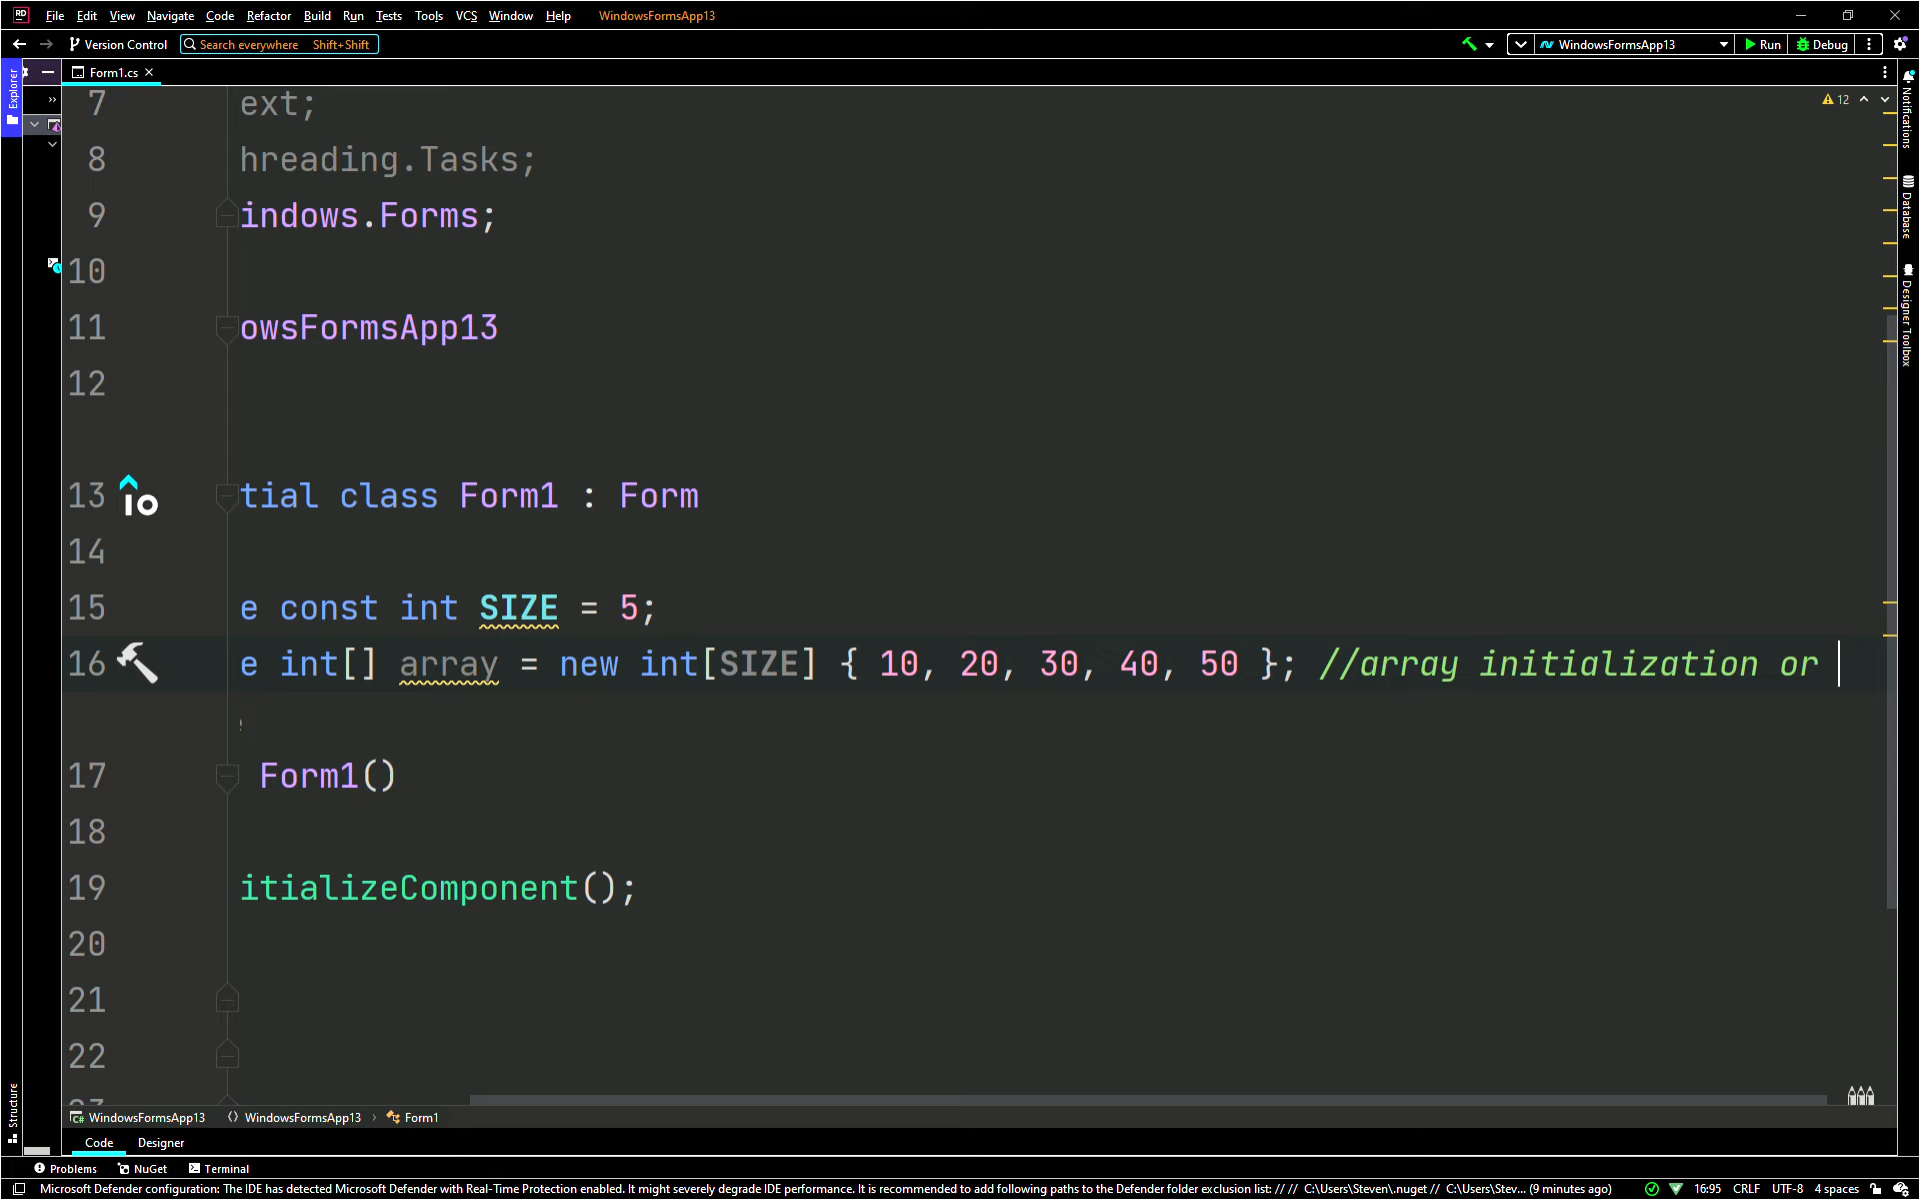 RD File Edit View Navigate Code Refactor Build Run Tests Tools VCS Window Help WindowsFormsApp13
Version Control Search everywhere Shift+Shift WindowsFormsApp13 Run Debug
Explorer
Form1.cs
12
7 ext;
8 hreading.Tasks;
9 indows.Forms;
10
11 owsFormsApp13
12
13 tial class Form1 : Form
14
15 e const int SIZE = 5;
16 e int[] array = new int[SIZE] { 10, 20, 30, 40, 50 }; //array initialization or
17 Form1()
18
19 itializeComponent();
20
21
22
Notifications
Database
Designer Toolbox
Structure
C# WindowsFormsApp13 WindowsFormsApp13 Form1
Code Designer
Problems NuGet Terminal
Microsoft Defender configuration: The IDE has detected Microsoft Defender with Real-Time Protection enabled. It might severely degrade IDE performance. It is recommended to add following paths to the Defender folder exclusion list: // // C:\Users\Steven\.nuget // C:\Users\Stev... (9 minutes ago) 16:95 CRLF UTF-8 4 spaces